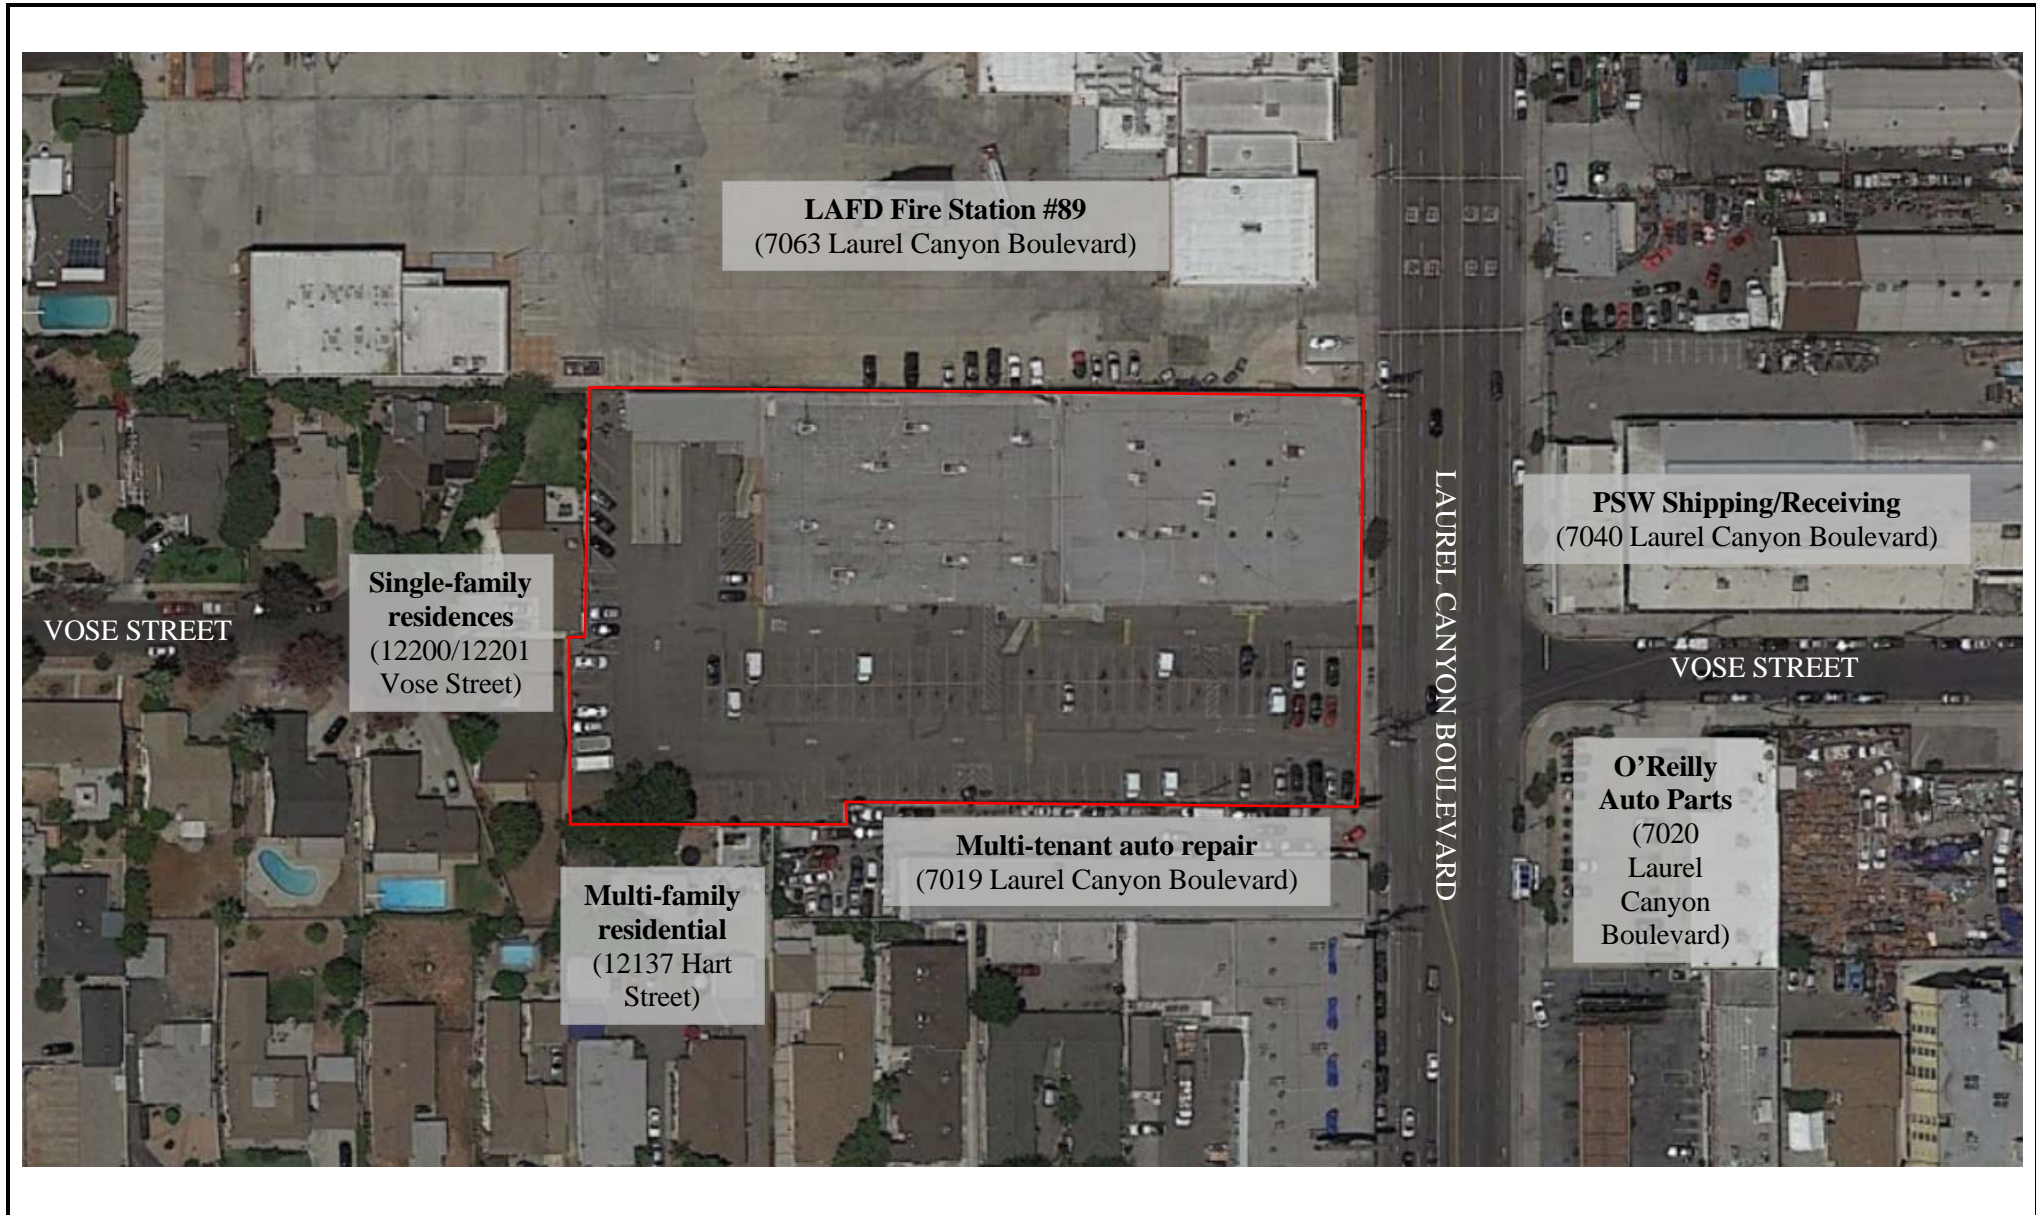 LAFD Fire Station #89
(7063 Laurel Canyon Boulevard)
PSW Shipping/Receiving
(7040 Laurel Canyon Boulevard)
Single-family
residences
(12200/12201
Vose Street)
VOSE STREET
LAUREL CANYON BOULEVARD
VOSE STREET
O’Reilly
Auto Parts
(7020
Laurel
Canyon
Boulevard)
Multi-tenant auto repair
(7019 Laurel Canyon Boulevard)
Multi-family
residential
(12137 Hart
Street)